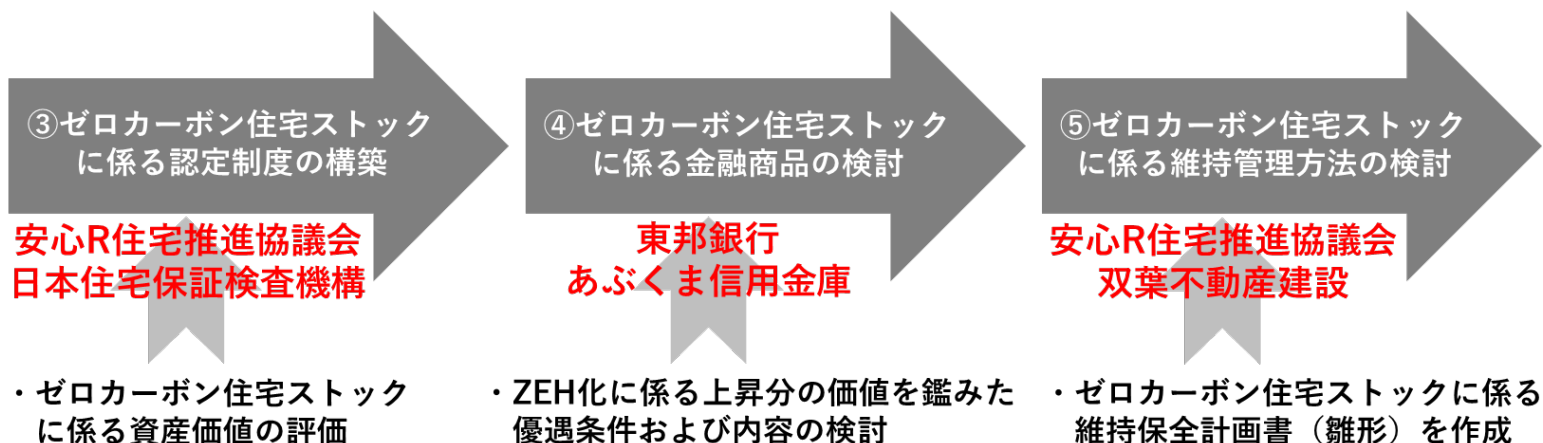 ③ゼロカーボン住宅ストック
に係る認定制度の構築
安心R住宅推進協議会
日本住宅保証検査機構
・ゼロカーボン住宅ストック
に係る資産価値の評価
④ゼロカーボン住宅ストック
に係る金融商品の検討
東邦銀行
あぶくま信用金庫
・ZEH化に係る上昇分の価値を鑑みた
優遇条件および内容の検討
⑤ゼロカーボン住宅ストック
に係る維持管理方法の検討
安心R住宅推進協議会
双葉不動産建設
・ゼロカーボン住宅ストックに係る
維持保全計画書（雛形）を作成